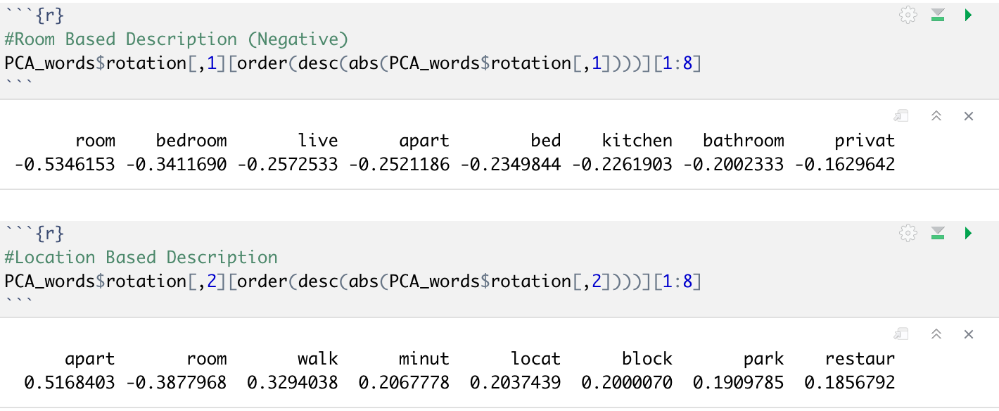 ```{r}
#Room Based Description (Negative)
PCA_words$rotation[,1][order(desc(abs(PCA_words$rotation[,1])))][1:8]
```
room bedroom live apart bed kitchen bathroom privat
-0.5346153 -0.3411690 -0.2572533 -0.2521186 -0.2349844 -0.2261903 -0.2002333 -0.1629642
```{r}
#Location Based Description
PCA_words$rotation[,2][order(desc(abs(PCA_words$rotation[,2])))][1:8]
```
apart room walk minut locat block park restaur
0.5168403 -0.3877968 0.3294038 0.2067778 0.2037439 0.2000070 0.1909785 0.1856792